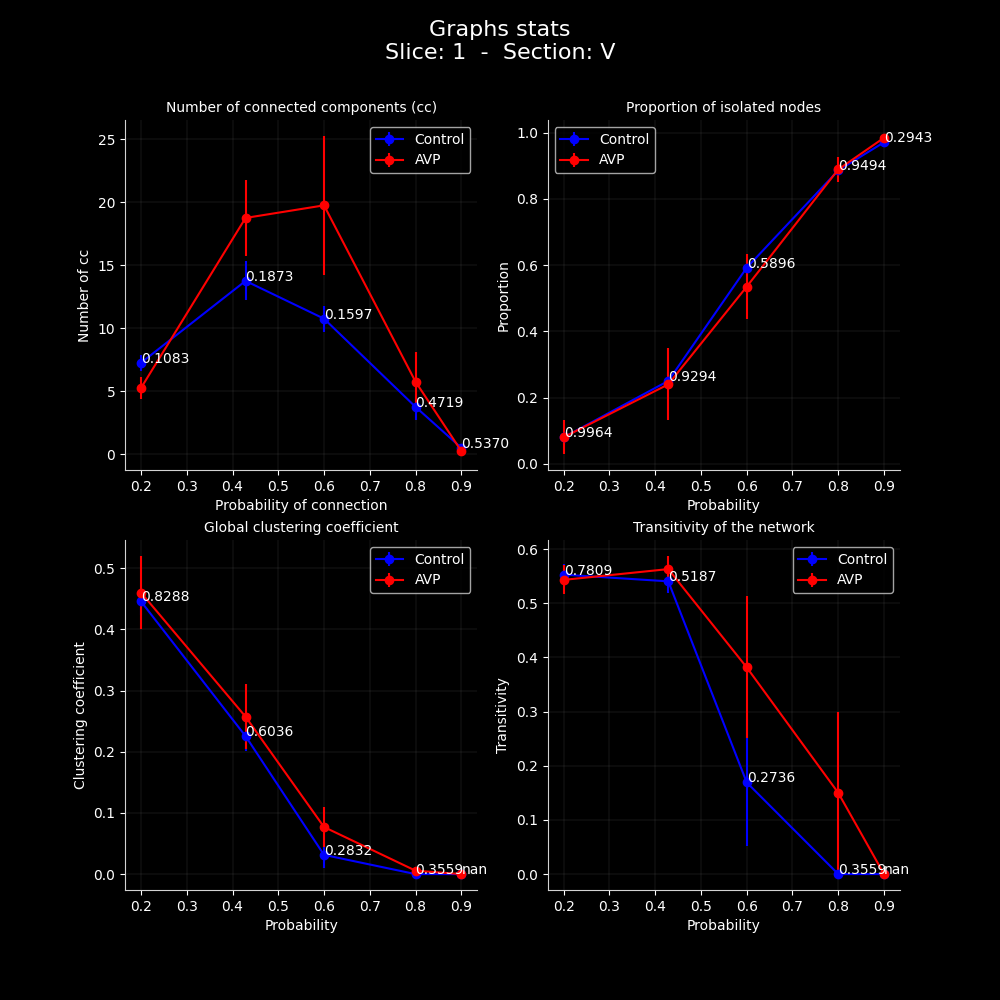 Graphs stats
Slice: 1 - Section: V
Number of connected components (cc)
Number of cc
25
20
15
10
5
0
Control
AVP
0.1083
0.1873
0.1597
0.4719
0.5370
0.2 0.3 0.4 0.5 0.6 0.7 0.8 0.9
Probability of connection
Proportion of isolated nodes
Proportion
1.0
0.8
0.6
0.4
0.2
0.0
Control
AVP
0.9964
0.9294
0.5896
0.9494
0.2943
0.2 0.3 0.4 0.5 0.6 0.7 0.8 0.9
Probability
Global clustering coefficient
Clustering coefficient
0.5
0.4
0.3
0.2
0.1
0.0
Control
AVP
0.8288
0.6036
0.2832
0.3559
nan
0.2 0.3 0.4 0.5 0.6 0.7 0.8 0.9
Probability
Transitivity of the network
Transitivity
0.6
0.5
0.4
0.3
0.2
0.1
0.0
Control
AVP
0.7809
0.5187
0.2736
0.3559
nan
0.2 0.3 0.4 0.5 0.6 0.7 0.8 0.9
Probability